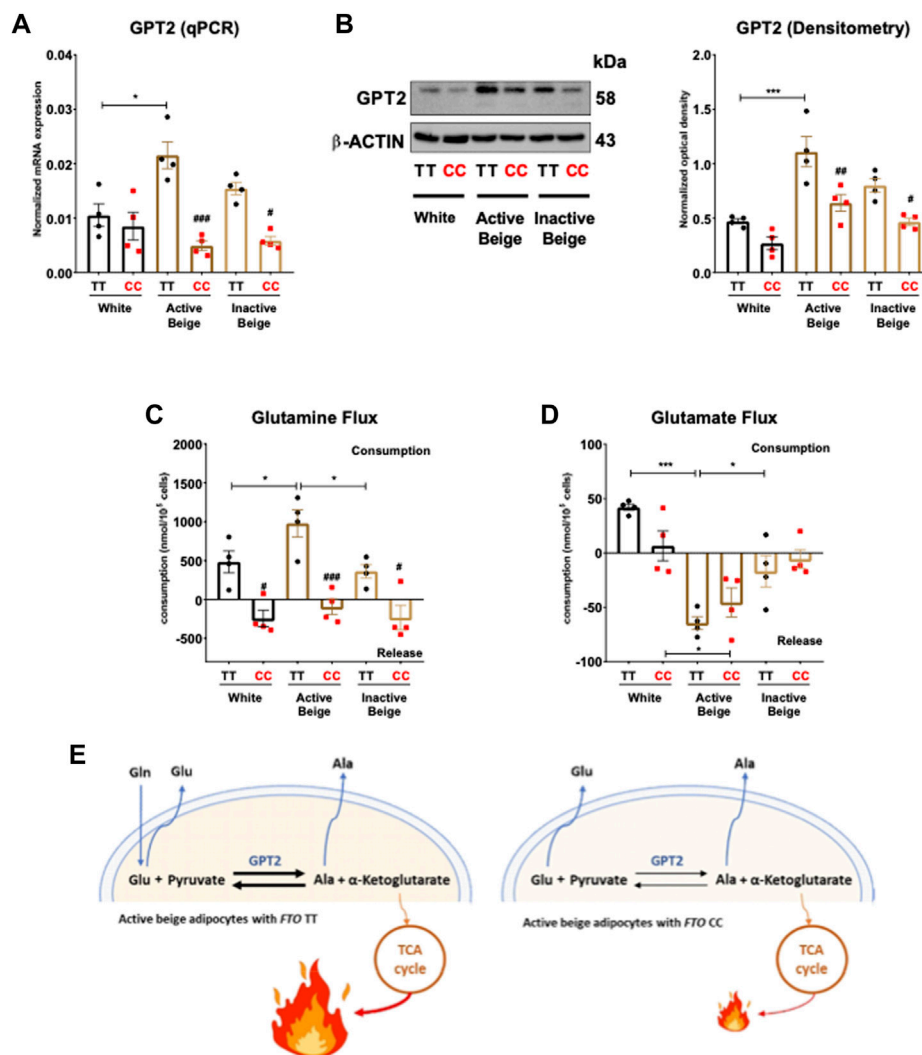 A
GPT2 (qPCR)
Normalized mRNA expression
0.04
0.03
0.02
0.01
0.00
*
###
#
TT CC TT CC TT CC
White Active Beige Inactive Beige
B
kDa
GPT2
58
β-ACTIN
43
TT CC TT CC TT CC
White Active Beige Inactive Beige
GPT2 (Densitometry)
Normalized optical density
2.0
1.5
1.0
0.5
0.0
***
##
#
TT CC TT CC TT CC
White Active Beige Inactive Beige
C
Glutamine Flux
consumption (nmol/10⁵ cells)
2000
1500
1000
500
0
-500
Consumption
* *
# ### #
Release
TT CC TT CC TT CC
White Active Beige Inactive Beige
D
Glutamate Flux
consumption (nmol/10⁵ cells)
100
50
0
-50
-100
Consumption
*** *
Release
*
TT CC TT CC TT CC
White Active Beige Inactive Beige
E
Gln Glu Ala
GPT2
Glu + Pyruvate Ala + α-Ketoglutarate
Active beige adipocytes with FTO TT
TCA
cycle
Glu Ala
GPT2
Glu + Pyruvate Ala + α-Ketoglutarate
Active beige adipocytes with FTO CC
TCA
cycle